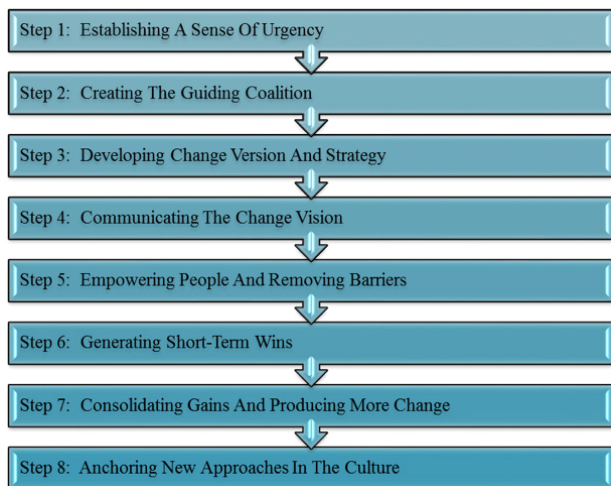 Step 1: Establishing A Sense Of Urgency
Step 2: Creating The Guiding Coalition
Step 3: Developing Change Version And Strategy
Step 4: Communicating The Change Vision
Step 5: Empowering People And Removing Barriers
Step 6: Generating Short-Term Wins
Step 7: Consolidating Gains And Producing More Change
Step 8: Anchoring New Approaches In The Culture